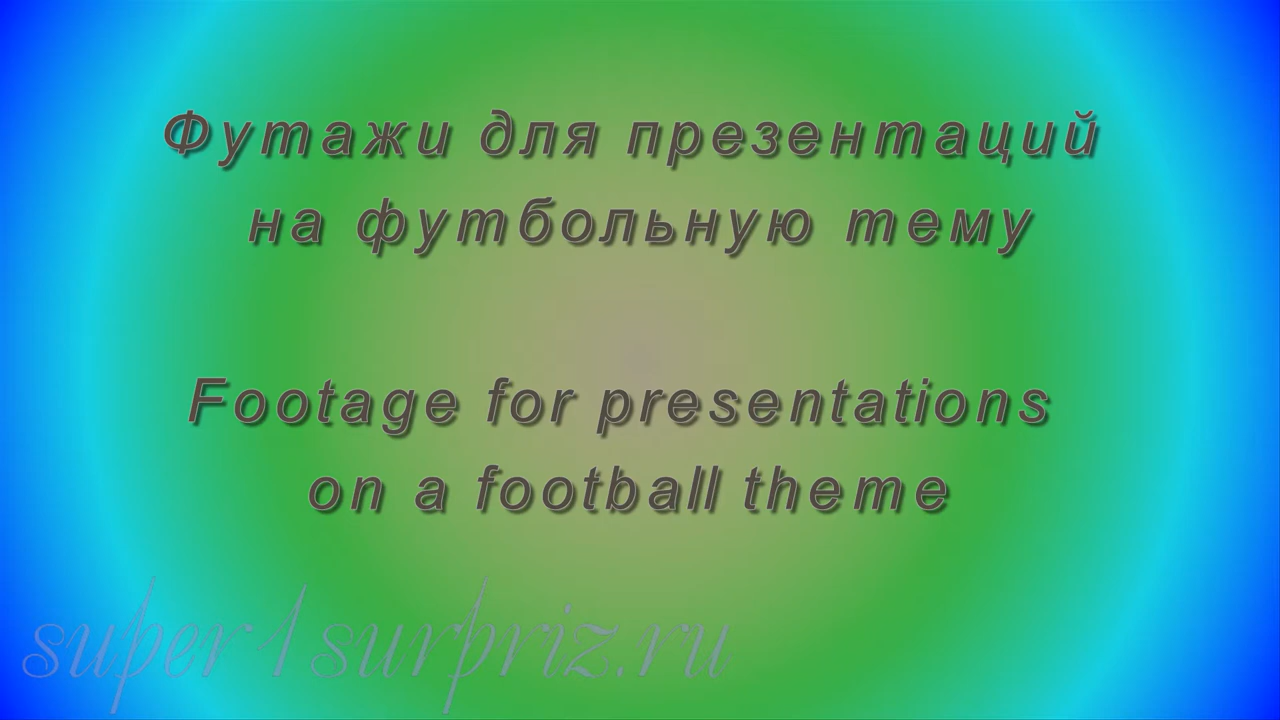 Футажи для презентаций
на футбольную тему
Footage for presentations
on a football theme
super1surpriz.ru